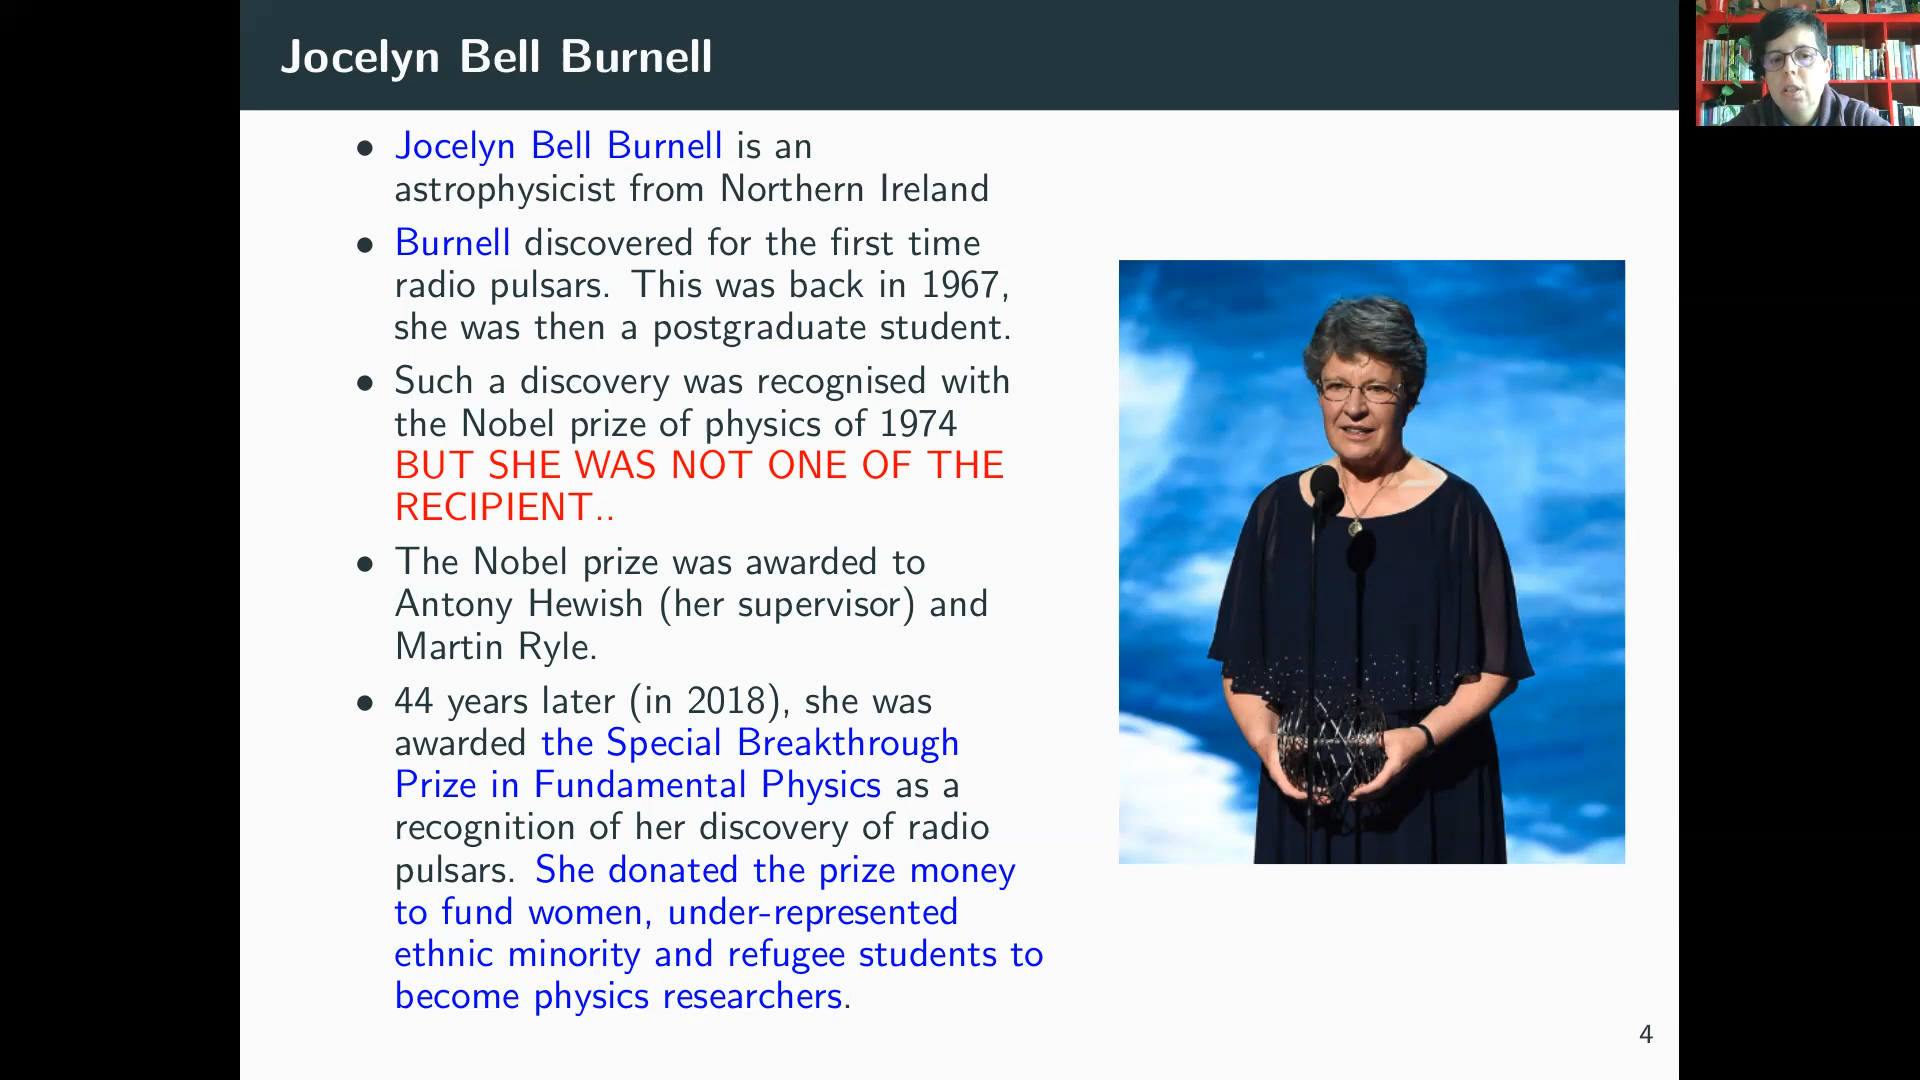 Jocelyn Bell Burnell
• Jocelyn Bell Burnell is an
astrophysicist from Northern Ireland
• Burnell discovered for the first time
radio pulsars. This was back in 1967,
she was then a postgraduate student.
• Such a discovery was recognised with
the Nobel prize of physics of 1974
BUT SHE WAS NOT ONE OF THE
RECIPIENT..
• The Nobel prize was awarded to
Antony Hewish (her supervisor) and
Martin Ryle.
• 44 years later (in 2018), she was
awarded the Special Breakthrough
Prize in Fundamental Physics as a
recognition of her discovery of radio
pulsars. She donated the prize money
to fund women, under-represented
ethnic minority and refugee students to
become physics researchers.
4